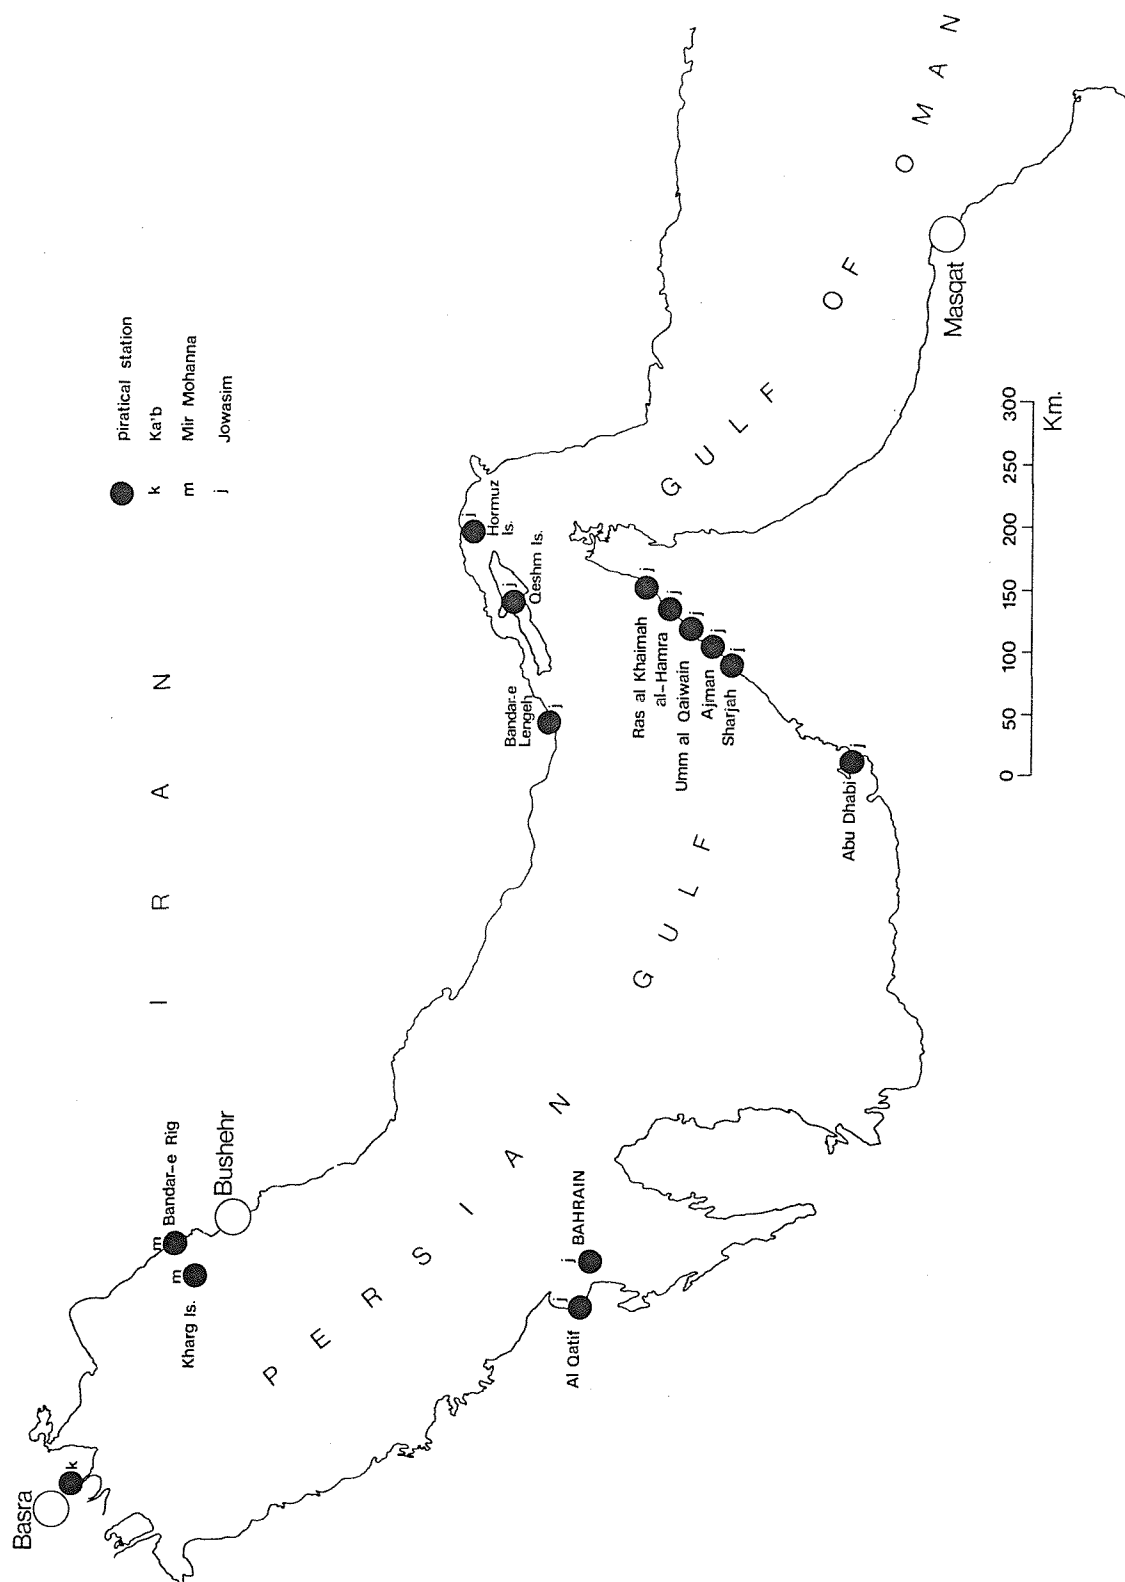 piratical station
k Ka'b
m Mir Mohanna
j Jowasim
I R A N
Basra
k
m Bandar-e Rig
m
Kharg Is.
Bushehr
P E R S I A N
G U L F
j
Hormuz
Is.
j
Qeshm Is.
Bandar-e
Lengeh
j
Ras al Khaimah j
al-Hamra j
Umm al Qaiwain j
Ajman j
Sharjah j
Abu Dhabi j
j
BAHRAIN
Al Qatif j
G U L F O F O M A N
Masqat
0 50 100 150 200 250 300
Km.